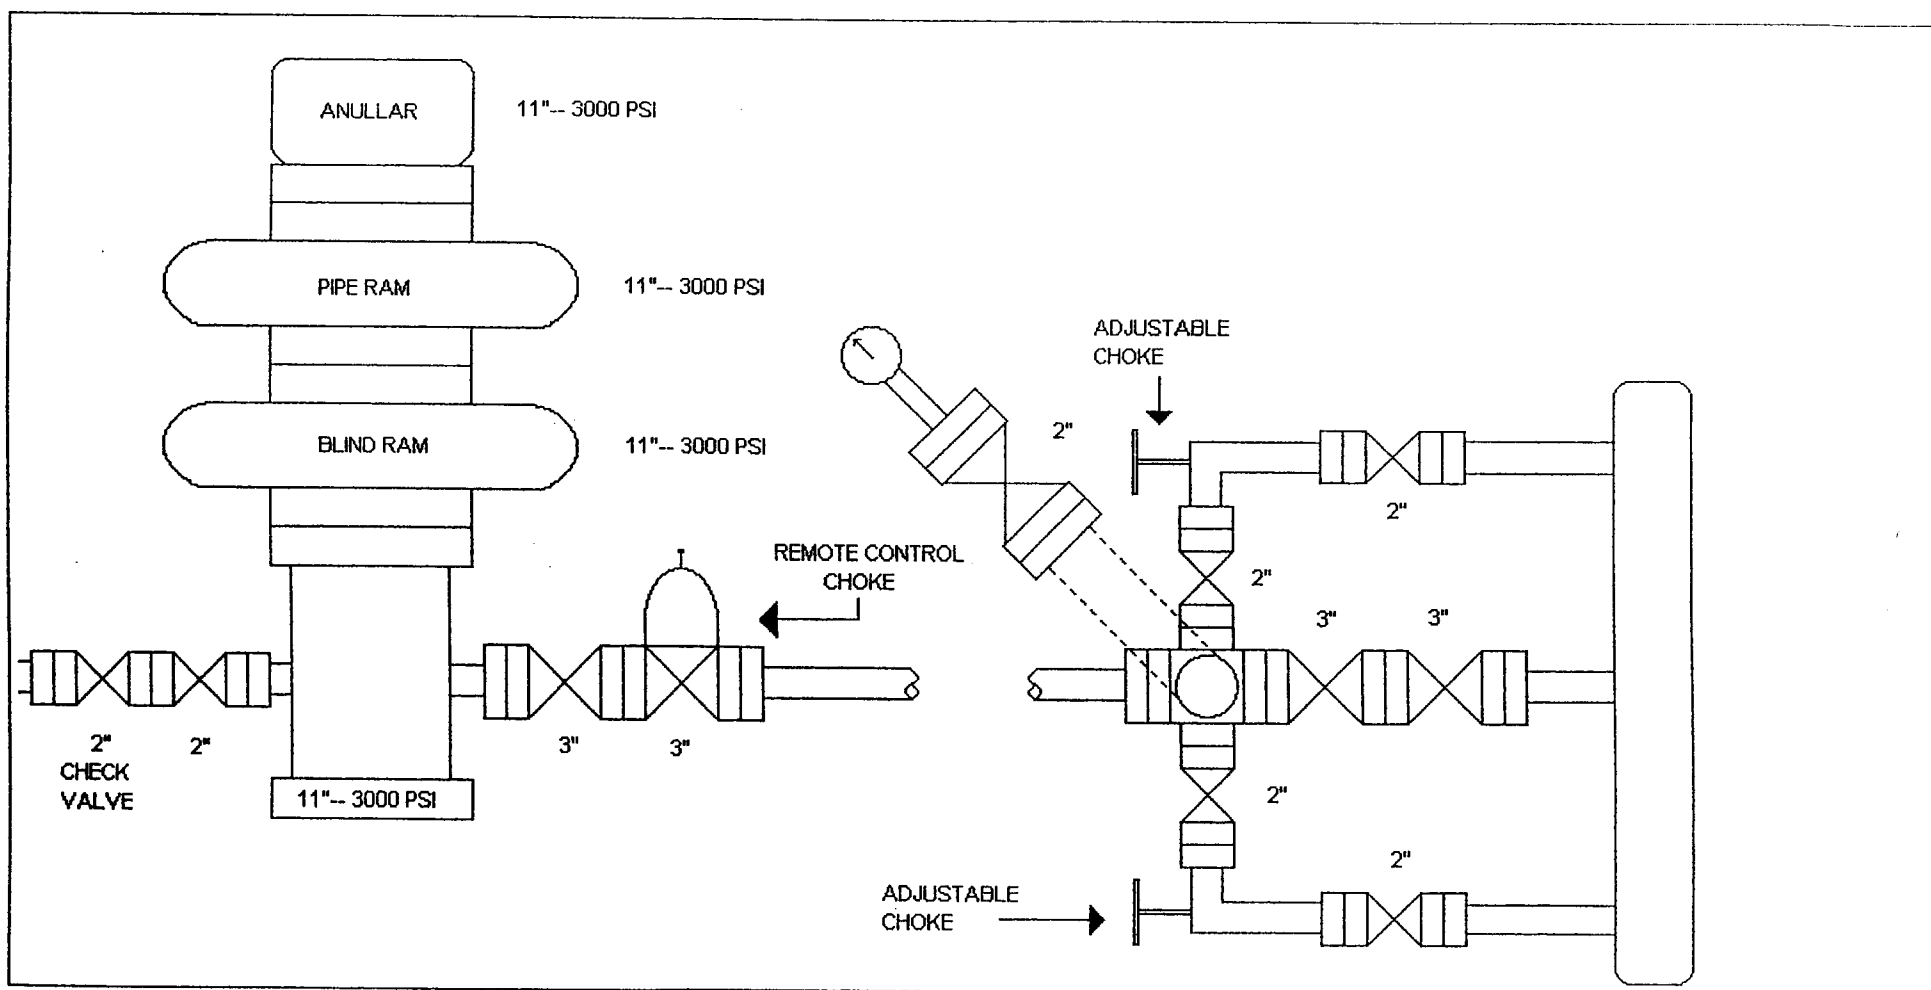 ANULLAR
11"-- 3000 PSI
PIPE RAM
11"-- 3000 PSI
BLIND RAM
11"-- 3000 PSI
REMOTE CONTROL
CHOKE
2"
CHECK
VALVE
2"
3"
3"
11"-- 3000 PSI
ADJUSTABLE
CHOKE
2"
2"
2"
3"
3"
2"
2"
ADJUSTABLE
CHOKE